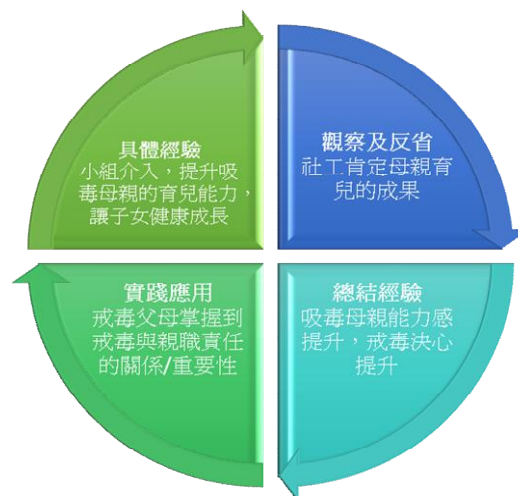 具體經驗
小組介入，提升吸
毒母親的育兒能力，
讓子女健康成長
觀察及反省
社工肯定母親育
兒的成果
總結經驗
吸毒母親能力感
提升，戒毒決心
提升
實踐應用
戒毒父母掌握到
戒毒與親職責任
的關係/重要性